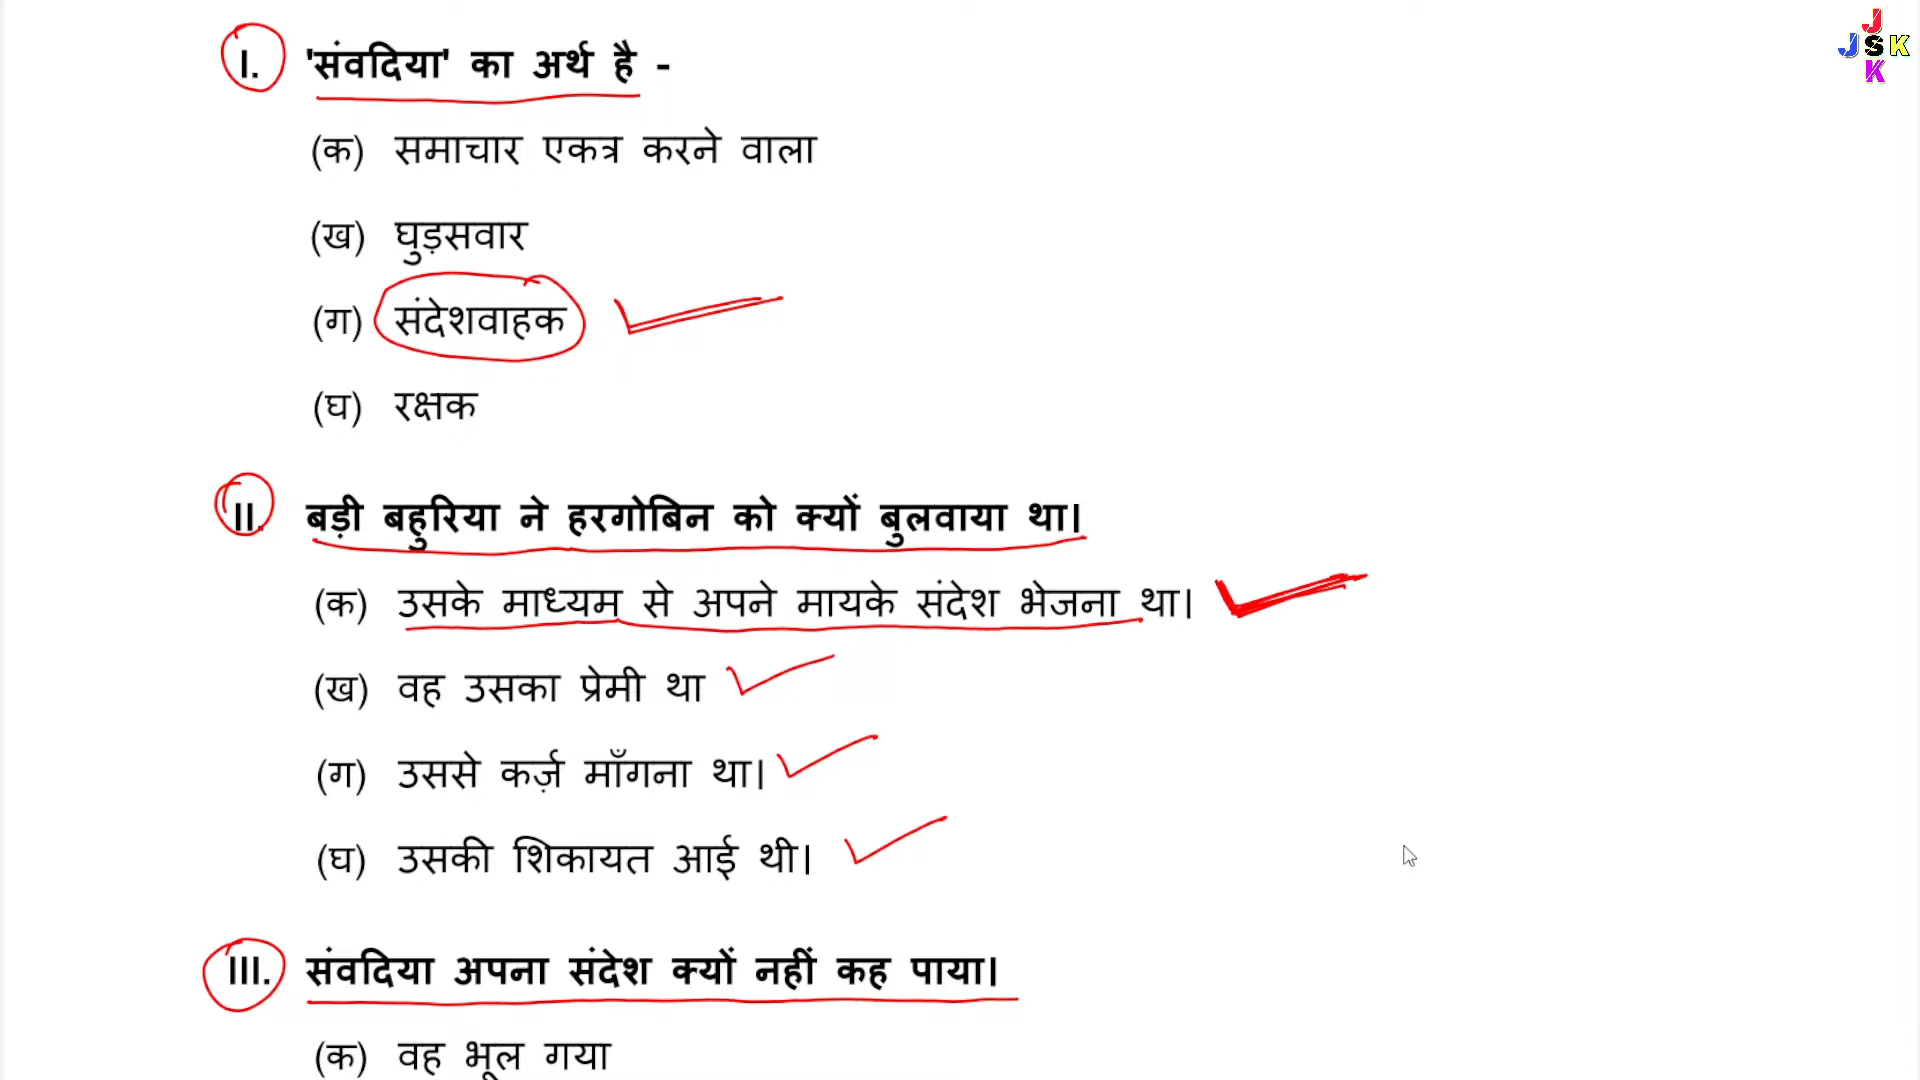 J
JSK
K
I. 'संवदिया' का अर्थ है -
(क) समाचार एकत्र करने वाला
(ख) घुड़सवार
(ग) संदेशवाहक
(घ) रक्षक
II. बड़ी बहुरिया ने हरगोबिन को क्यों बुलवाया था।
(क) उसके माध्यम से अपने मायके संदेश भेजना था।
(ख) वह उसका प्रेमी था
(ग) उससे कर्ज़ माँगना था।
(घ) उसकी शिकायत आई थी।
III. संवदिया अपना संदेश क्यों नहीं कह पाया।
(क) वह भूल गया